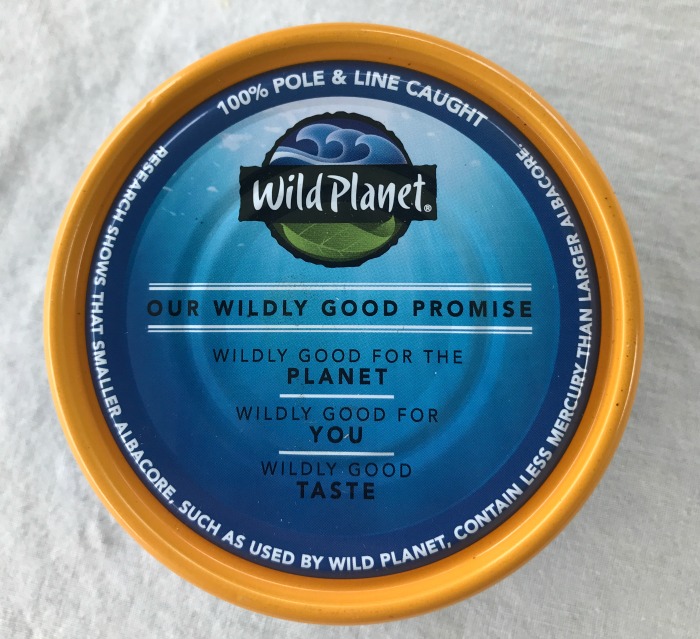 100% POLE & LINE CAUGHT
Wild Planet®
OUR WILDLY GOOD PROMISE
WILDLY GOOD FOR THE
PLANET
WILDLY GOOD FOR
YOU
WILDLY GOOD
TASTE
RESEARCH SHOWS THAT SMALLER ALBACORE, SUCH AS USED BY WILD PLANET, CONTAIN LESS MERCURY THAN LARGER ALBACORE.